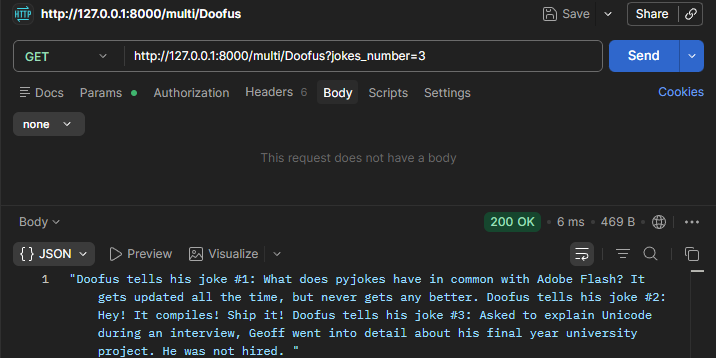 HTTP http://127.0.0.1:8000/multi/Doofus Save Share
GET http://127.0.0.1:8000/multi/Doofus?jokes_number=3 Send
Docs Params Authorization Headers 6 Body Scripts Settings Cookies
none
This request does not have a body
Body 200 OK 6 ms 469 B
{} JSON Preview Visualize
1 "Doofus tells his joke #1: What does pyjokes have in common with Adobe Flash? It
gets updated all the time, but never gets any better. Doofus tells his joke #2:
Hey! It compiles! Ship it! Doofus tells his joke #3: Asked to explain Unicode
during an interview, Geoff went into detail about his final year university
project. He was not hired. "